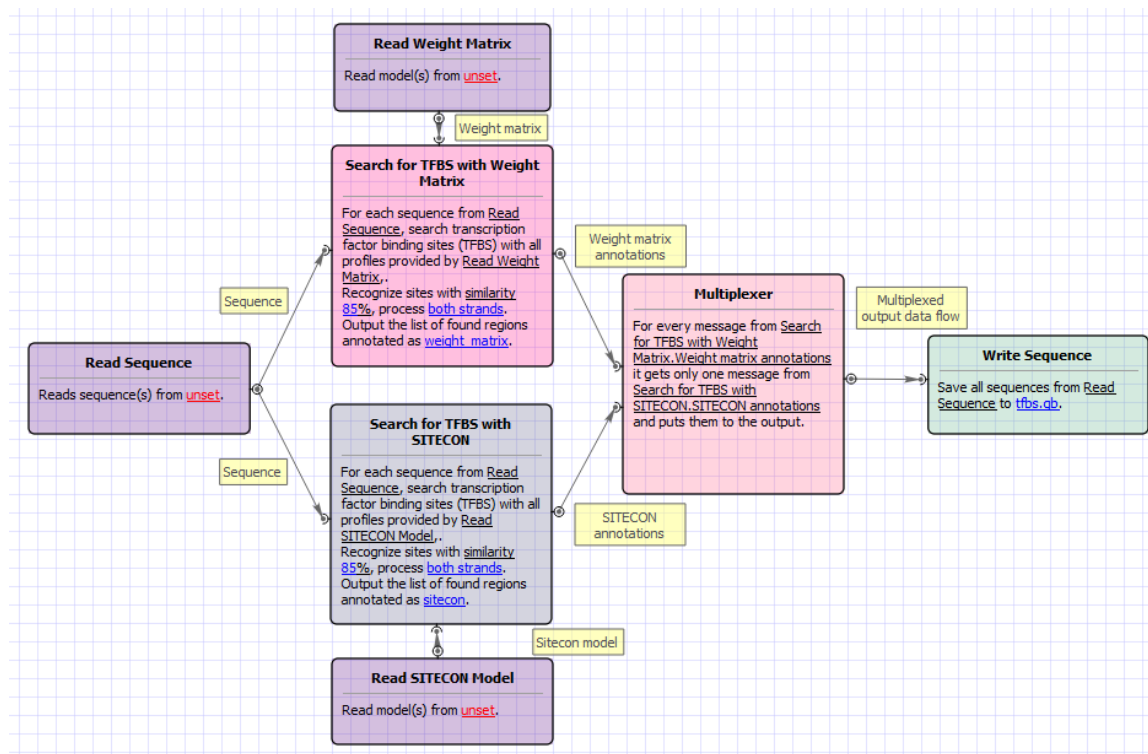 Read Weight Matrix
Read model(s) from unset.
Weight matrix
Search for TFBS with Weight
Matrix
For each sequence from Read
Sequence, search transcription
factor binding sites (TFBS) with all
profiles provided by Read Weight
Matrix,.
Recognize sites with similarity
85%, process both strands.
Output the list of found regions
annotated as weight_matrix.
Weight matrix
annotations
Sequence
Read Sequence
Reads sequence(s) from unset.
Sequence
Multiplexer
For every message from Search
for TFBS with Weight
Matrix.Weight matrix annotations
it gets only one message from
Search for TFBS with
SITECON.SITECON annotations
and puts them to the output.
Multiplexed
output data flow
Write Sequence
Save all sequences from Read
Sequence to tfbs.gb.
Search for TFBS with
SITECON
For each sequence from Read
Sequence, search transcription
factor binding sites (TFBS) with all
profiles provided by Read
SITECON Model,.
Recognize sites with similarity
85%, process both strands.
Output the list of found regions
annotated as sitecon.
SITECON
annotations
Sitecon model
Read SITECON Model
Read model(s) from unset.